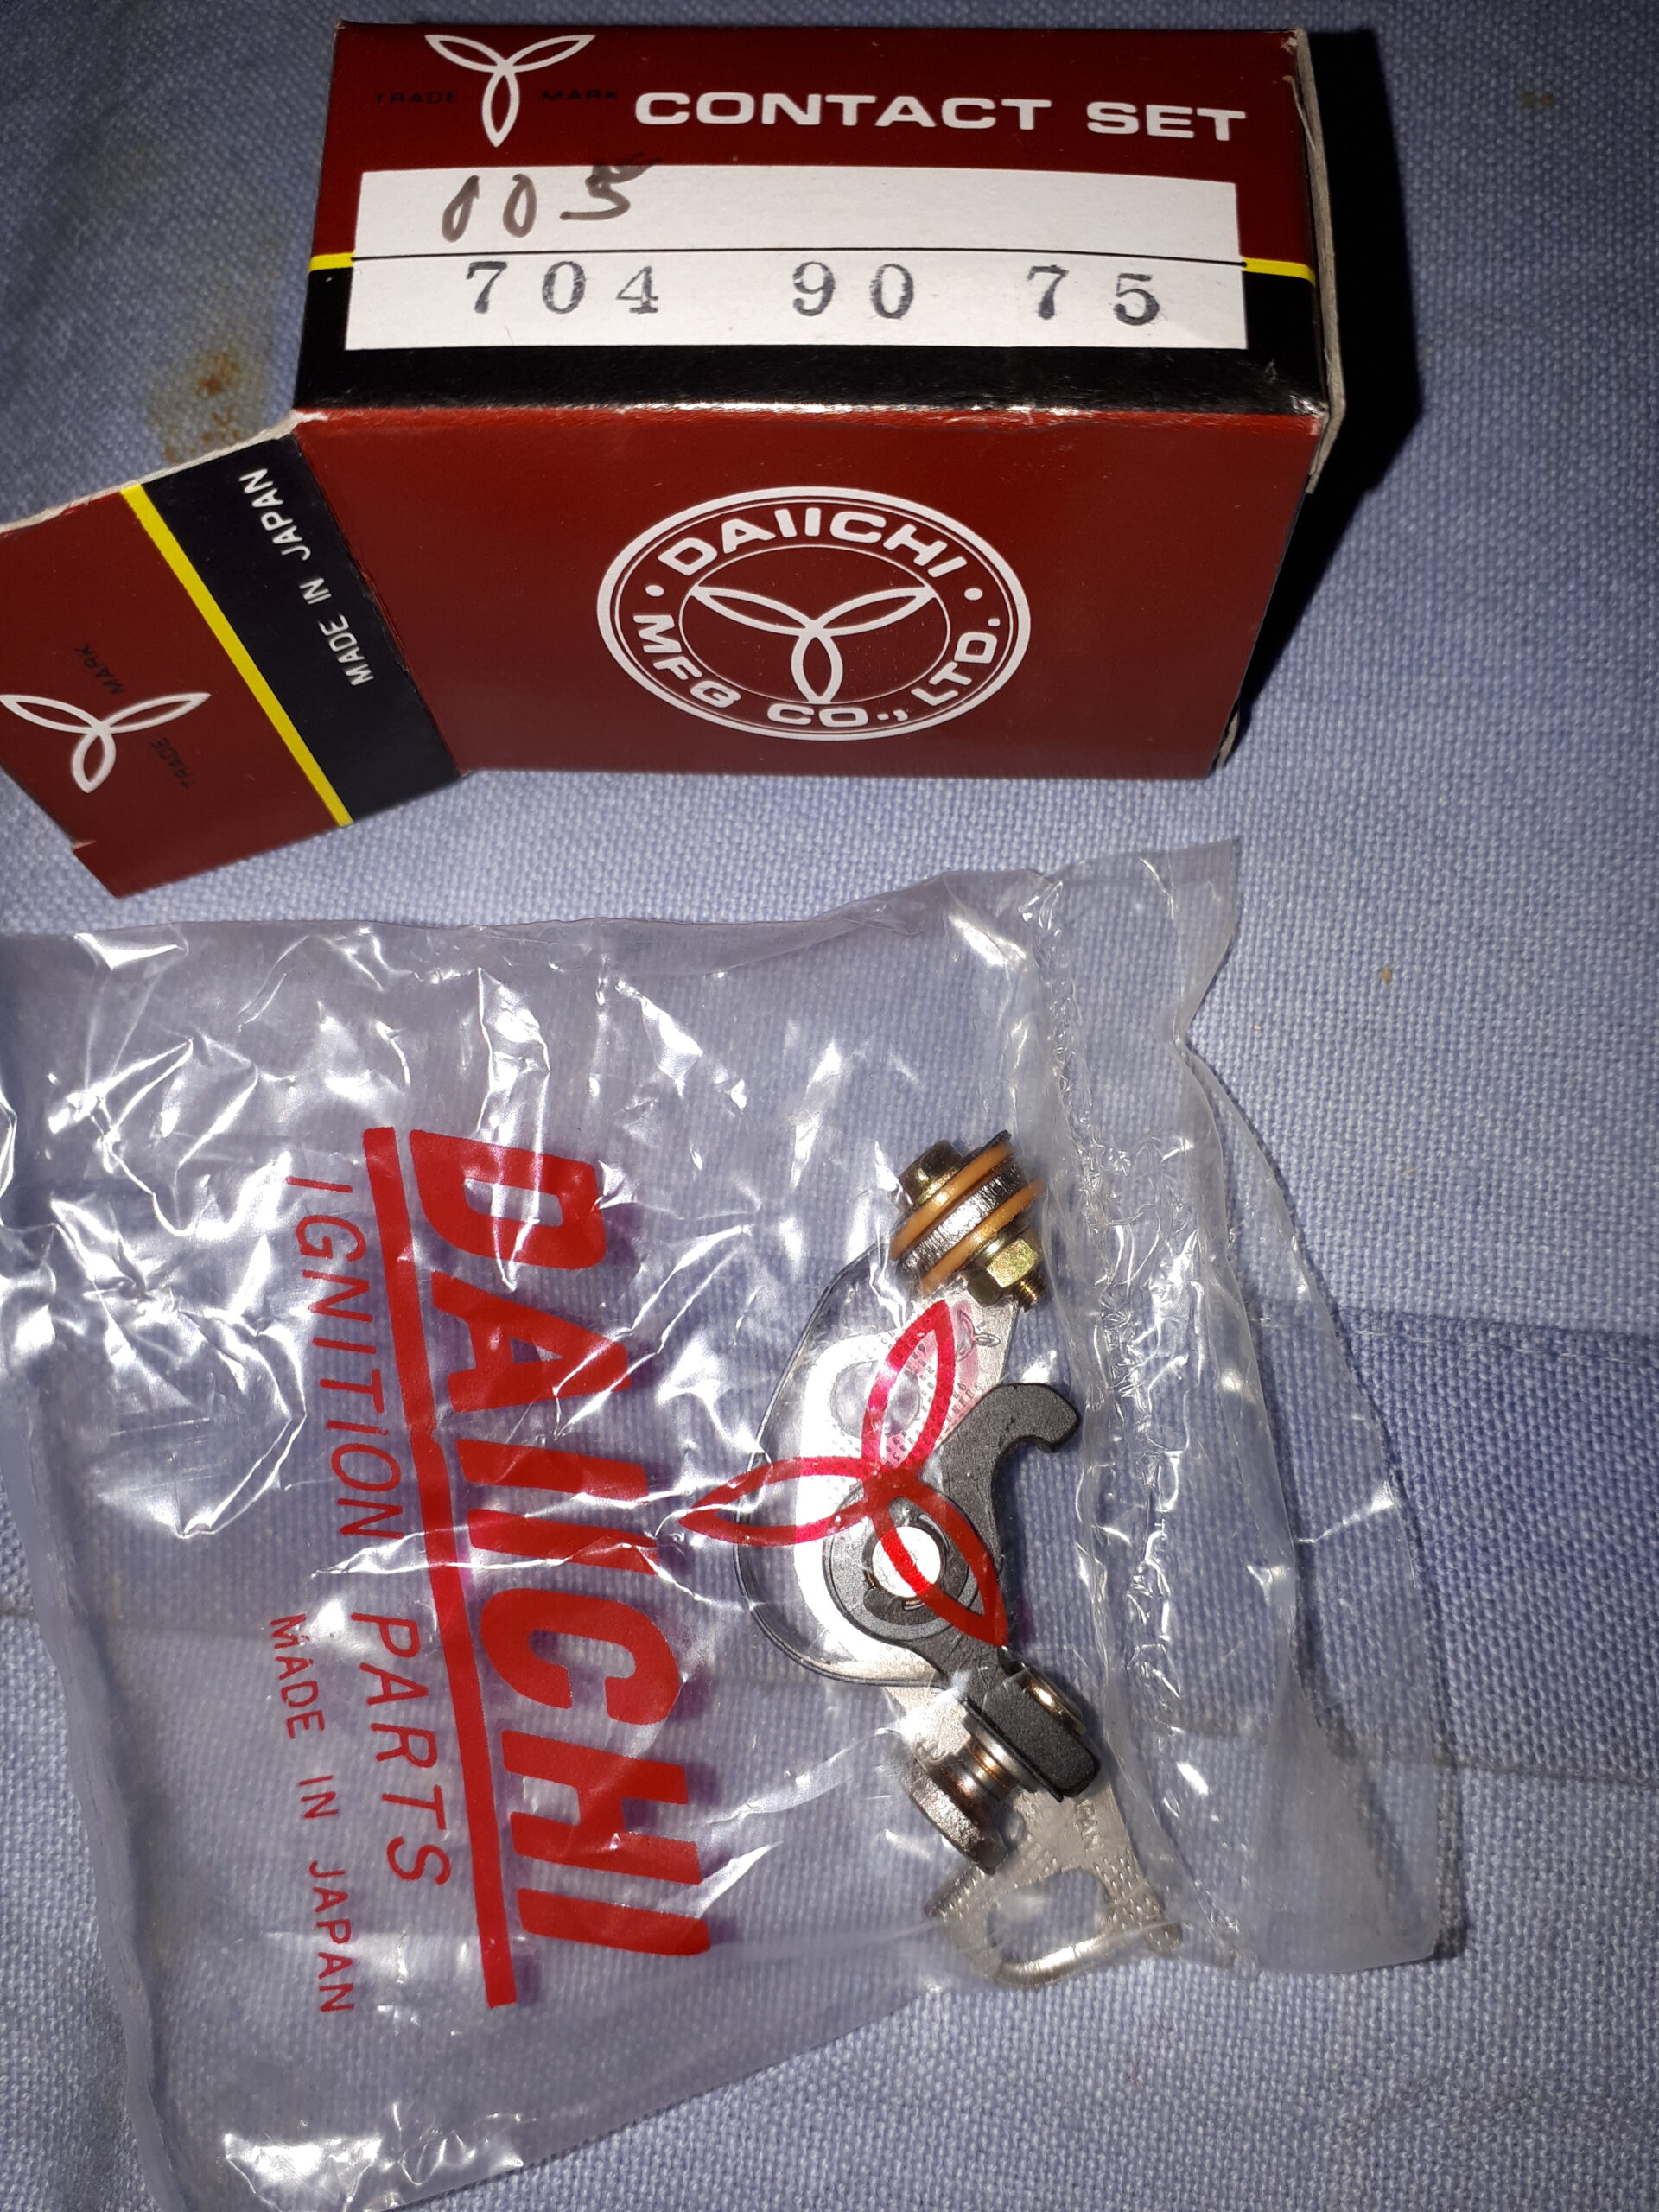 TRADE MARK
CONTACT SET
005
704 90 75
MADE IN JAPAN
TRADE MARK
DAIICHI
MFG CO., LTD.
DAIICHI
IGNITION PARTS
MADE IN JAPAN